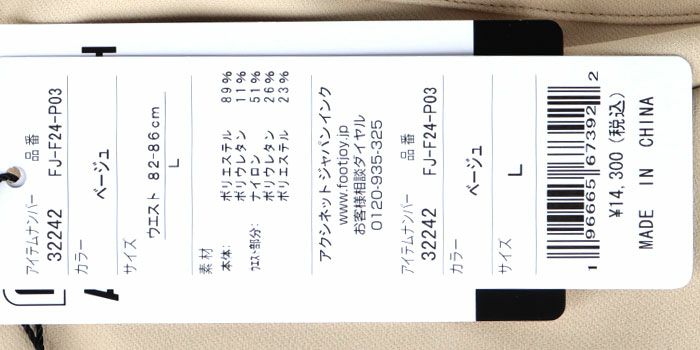 アイテムナンバー 品番
32242 FJ-F24-P03
カラー
ベージュ
サイズ
ウエスト 82-86cm
L
素材
本体: ポリエステル 89%
ポリウレタン 11%
ウエスト部分: ナイロン 51%
ポリウレタン 26%
ポリエステル 23%
アクシネットジャパンインク
www.footjoy.jp
お客様相談ダイヤル
0120-935-325
アイテムナンバー 品番
32242 FJ-F24-P03
カラー
ベージュ
サイズ
L
1 96665 67392 2
¥14,300(税込)
MADE IN CHINA